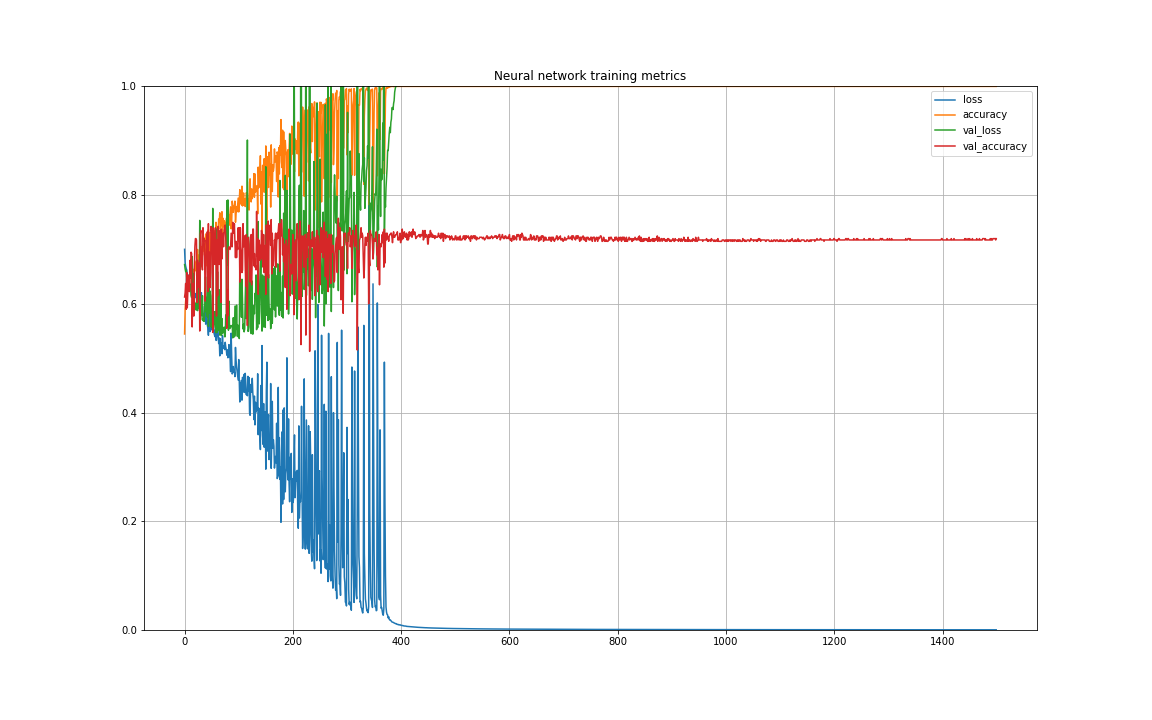 Neural network training metrics
1.0
loss
accuracy
val_loss
val_accuracy
0.8
0.6
0.4
0.2
0.0
0 200 400 600 800 1000 1200 1400